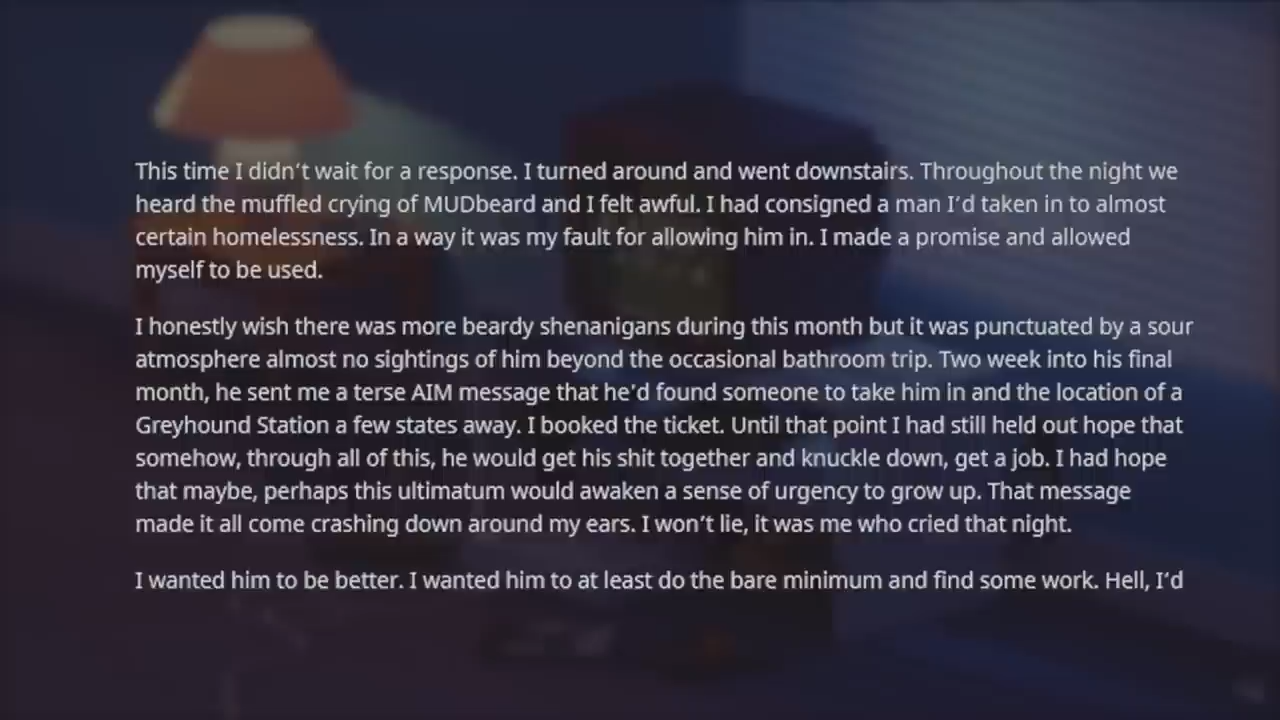 This time I didn't wait for a response. I turned around and went downstairs. Throughout the night we
heard the muffled crying of MUDbeard and I felt awful. I had consigned a man I'd taken in to almost
certain homelessness. In a way it was my fault for allowing him in. I made a promise and allowed
myself to be used.
I honestly wish there was more beardy shenanigans during this month but it was punctuated by a sour
atmosphere almost no sightings of him beyond the occasional bathroom trip. Two week into his final
month, he sent me a terse AIM message that he'd found someone to take him in and the location of a
Greyhound Station a few states away. I booked the ticket. Until that point I had still held out hope that
somehow, through all of this, he would get his shit together and knuckle down, get a job. I had hope
that maybe, perhaps this ultimatum would awaken a sense of urgency to grow up. That message
made it all come crashing down around my ears. I won't lie, it was me who cried that night.
I wanted him to be better. I wanted him to at least do the bare minimum and find some work. Hell, I'd